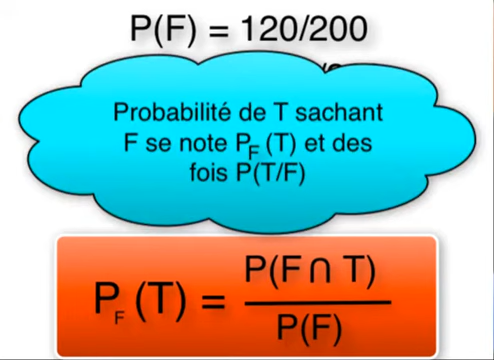 P(F) = 120/200
Probabilité de T sachant
F se note P_F (T) et des
fois P(T/F)
P_F (T) = P(F ∩ T) / P(F)